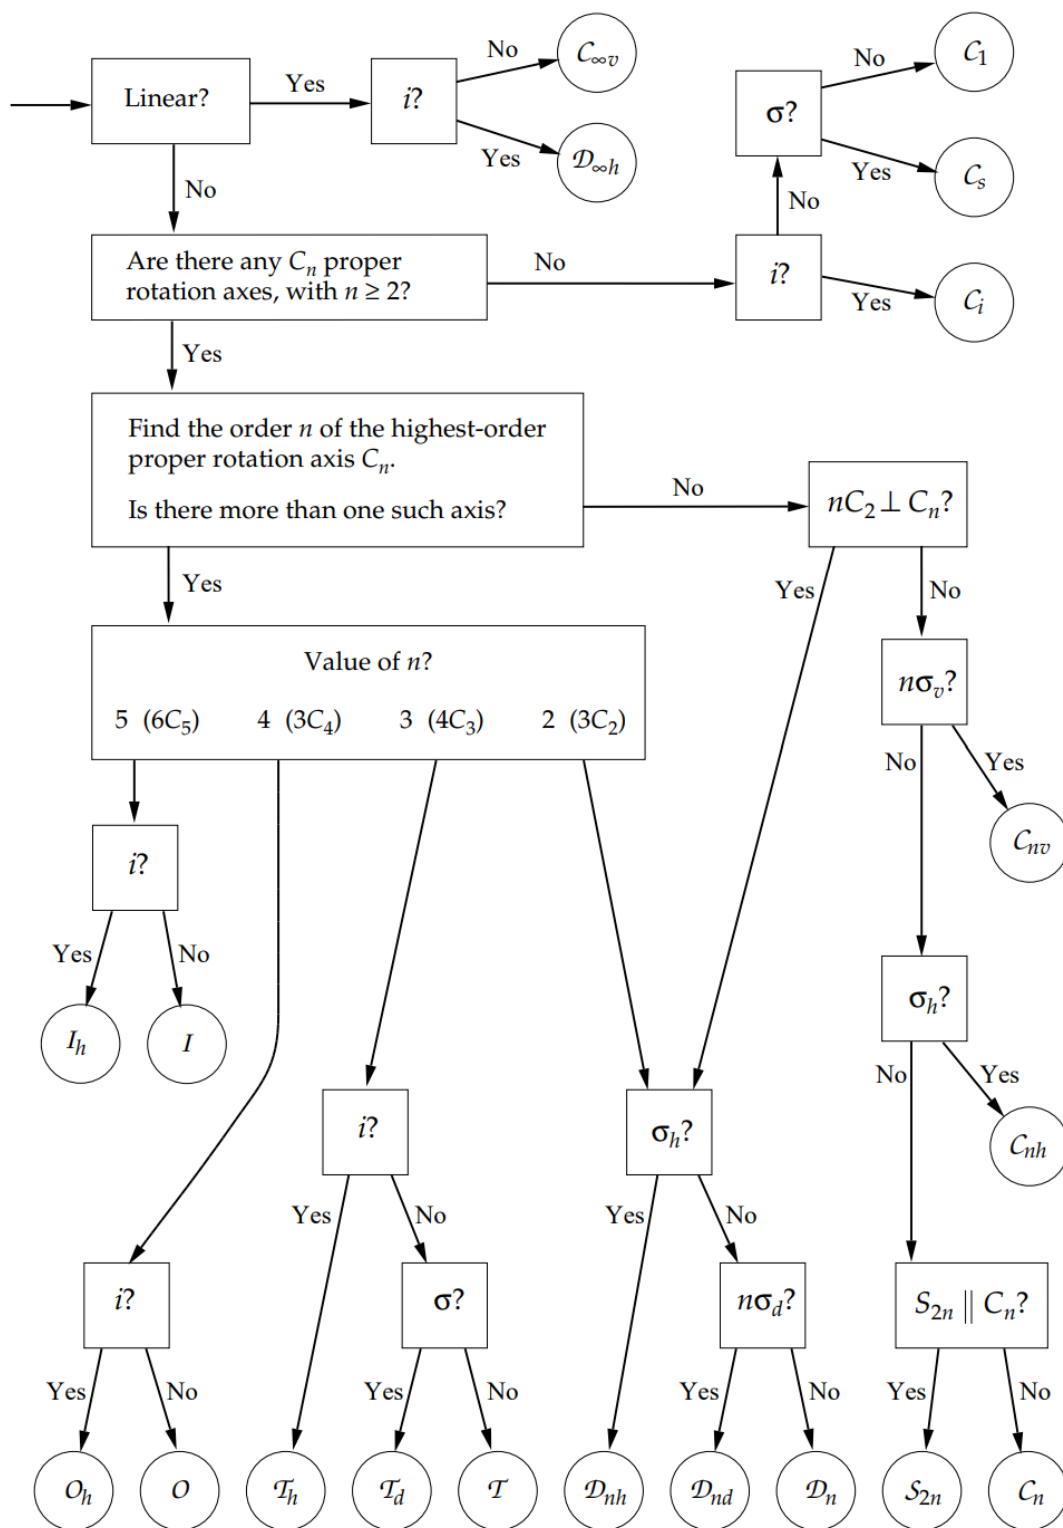 Linear?
Yes
i?
No
C∞v
Yes
D∞h
σ?
No
C1
Yes
Cs
No
No
Are there any Cn proper
rotation axes, with n ≥ 2?
No
i?
Yes
Ci
Yes
Find the order n of the highest-order
proper rotation axis Cn.
Is there more than one such axis?
No
nC2 ⊥ Cn?
Yes
Yes
No
Value of n?
5 (6C5) 4 (3C4) 3 (4C3) 2 (3C2)
nσv?
No
Yes
Cnv
i?
Yes
No
Ih
I
σh?
No
Yes
Cnh
i?
Yes
No
σh?
Yes
No
i?
Yes
No
σ?
Yes
No
nσd?
Yes
No
S2n || Cn?
Yes
No
Oh
O
Th
Td
T
Dnh
Dnd
Dn
S2n
Cn